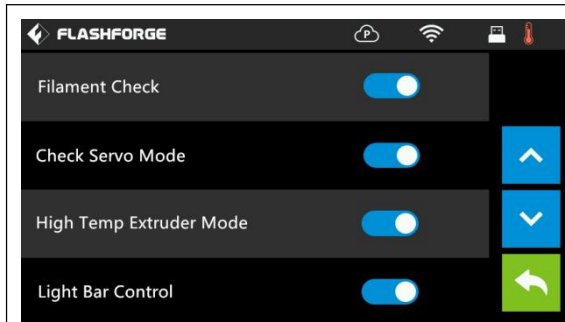 FLASHFORGE
P
Filament Check
Check Servo Mode
High Temp Extruder Mode
Light Bar Control